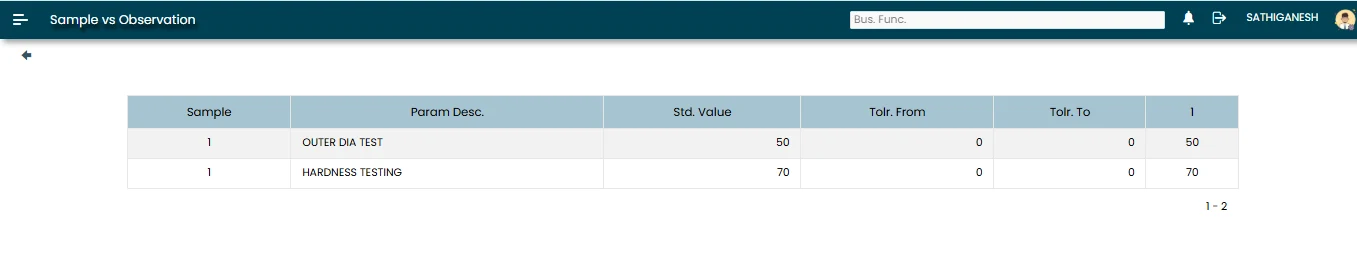 Sample vs Observation Bus. Func. SATHIGANESH
Sample Param Desc. Std. Value Tolr. From Tolr. To 1
1 OUTER DIA TEST 50 0 0 50
1 HARDNESS TESTING 70 0 0 70
1 - 2